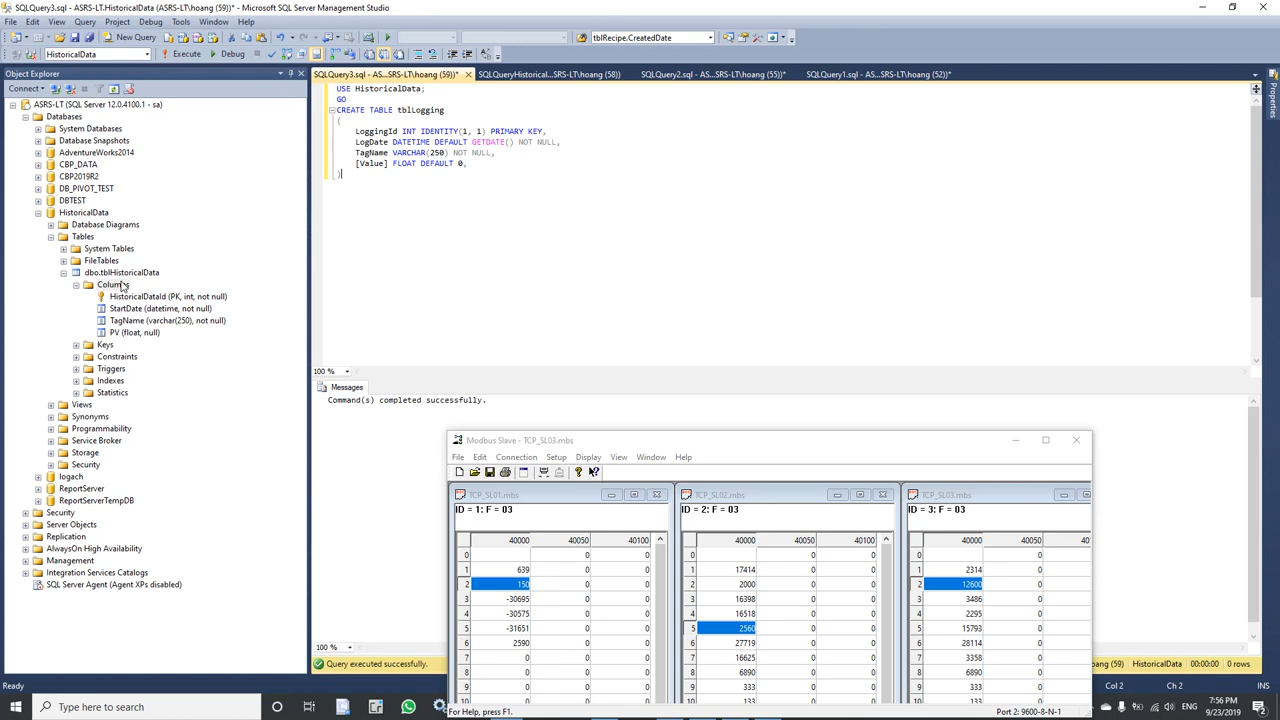 SQLQuery3.sql - ASRS-LT.HistoricalData (ASRS-LT\hoang (59))* - Microsoft SQL Server Management Studio
File Edit View Query Project Debug Tools Window Help
New Query tblRecipe.CreatedDate
HistoricalData Execute Debug
Object Explorer
SQLQuery3.sql - AS...SRS-LT\hoang (59))* SQLQueryHistorical...SRS-LT\hoang (58)) SQLQuery2.sql - AS...SRS-LT\hoang (55))* SQLQuery1.sql - AS...SRS-LT\hoang (52))*
Connect
Properties
ASRS-LT (SQL Server 12.0.4100.1 - sa)
Databases
System Databases
Database Snapshots
AdventureWorks2014
CBP_DATA
CBP2019R2
DB_PIVOT_TEST
DBTEST
HistoricalData
Database Diagrams
Tables
System Tables
FileTables
dbo.tblHistoricalData
Columns
HistoricalDataId (PK, int, not null)
StartDate (datetime, not null)
TagName (varchar(250), not null)
PV (float, null)
Keys
Constraints
Triggers
Indexes
Statistics
Views
Synonyms
Programmability
Service Broker
Storage
Security
logach
ReportServer
ReportServerTempDB
Security
Server Objects
Replication
AlwaysOn High Availability
Management
Integration Services Catalogs
SQL Server Agent (Agent XPs disabled)
USE HistoricalData;
GO
CREATE TABLE tblLogging
(
LoggingId INT IDENTITY(1, 1) PRIMARY KEY,
LogDate DATETIME DEFAULT GETDATE() NOT NULL,
TagName VARCHAR(250) NOT NULL,
[Value] FLOAT DEFAULT 0,
)
100 %
Messages
Command(s) completed successfully.
Modbus Slave - TCP_SL03.mbs
File Edit Connection Setup Display View Window Help
TCP_SL01.mbs
ID = 1: F = 03
40000 40050 40100
0 0 0
1 639 0 0
2 150 0 0
3 -30695 0 0
4 -30575 0 0
5 -31651 0 0
6 2590 0 0
7 0 0 0
8 0 0 0
9 0 0 0
10 0 0 0
TCP_SL02.mbs
ID = 2: F = 03
40000 40050 40100
0 0 0
1 17414 0 0
2 2000 0 0
3 16398 0 0
4 16518 0 0
5 2560 0 0
6 27719 0 0
7 16625 0 0
8 6890 0 0
9 333 0 0
10 333 0 0
TCP_SL03.mbs
ID = 3: F = 03
40000 40050
0 0
1 2314 0
2 12600 0
3 3486 0
4 2295 0
5 15793 0
6 28114 0
7 3358 0
8 6890 0
9 333 0
10 333 0
For Help, press F1.
Port 2: 9600-8-N-1
100 %
Query executed successfully.
ang (59)) HistoricalData 00:00:00 0 rows
Ready
Col 2 Ch 2 INS
Type here to search
7:56 PM
9/23/2019